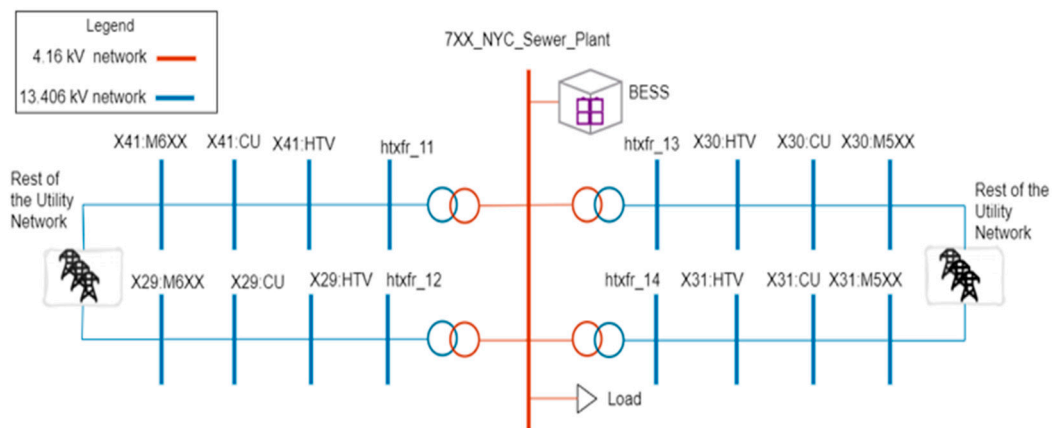 Legend
4.16 kV network
13.406 kV network
7XX_NYC_Sewer_Plant
BESS
X41:M6XX
X41:CU
X41:HTV
htxfr_11
htxfr_13
X30:HTV
X30:CU
X30:M5XX
Rest of
the Utility
Network
Rest of the
Utility
Network
X29:M6XX
X29:CU
X29:HTV
htxfr_12
htxfr_14
X31:HTV
X31:CU
X31:M5XX
Load